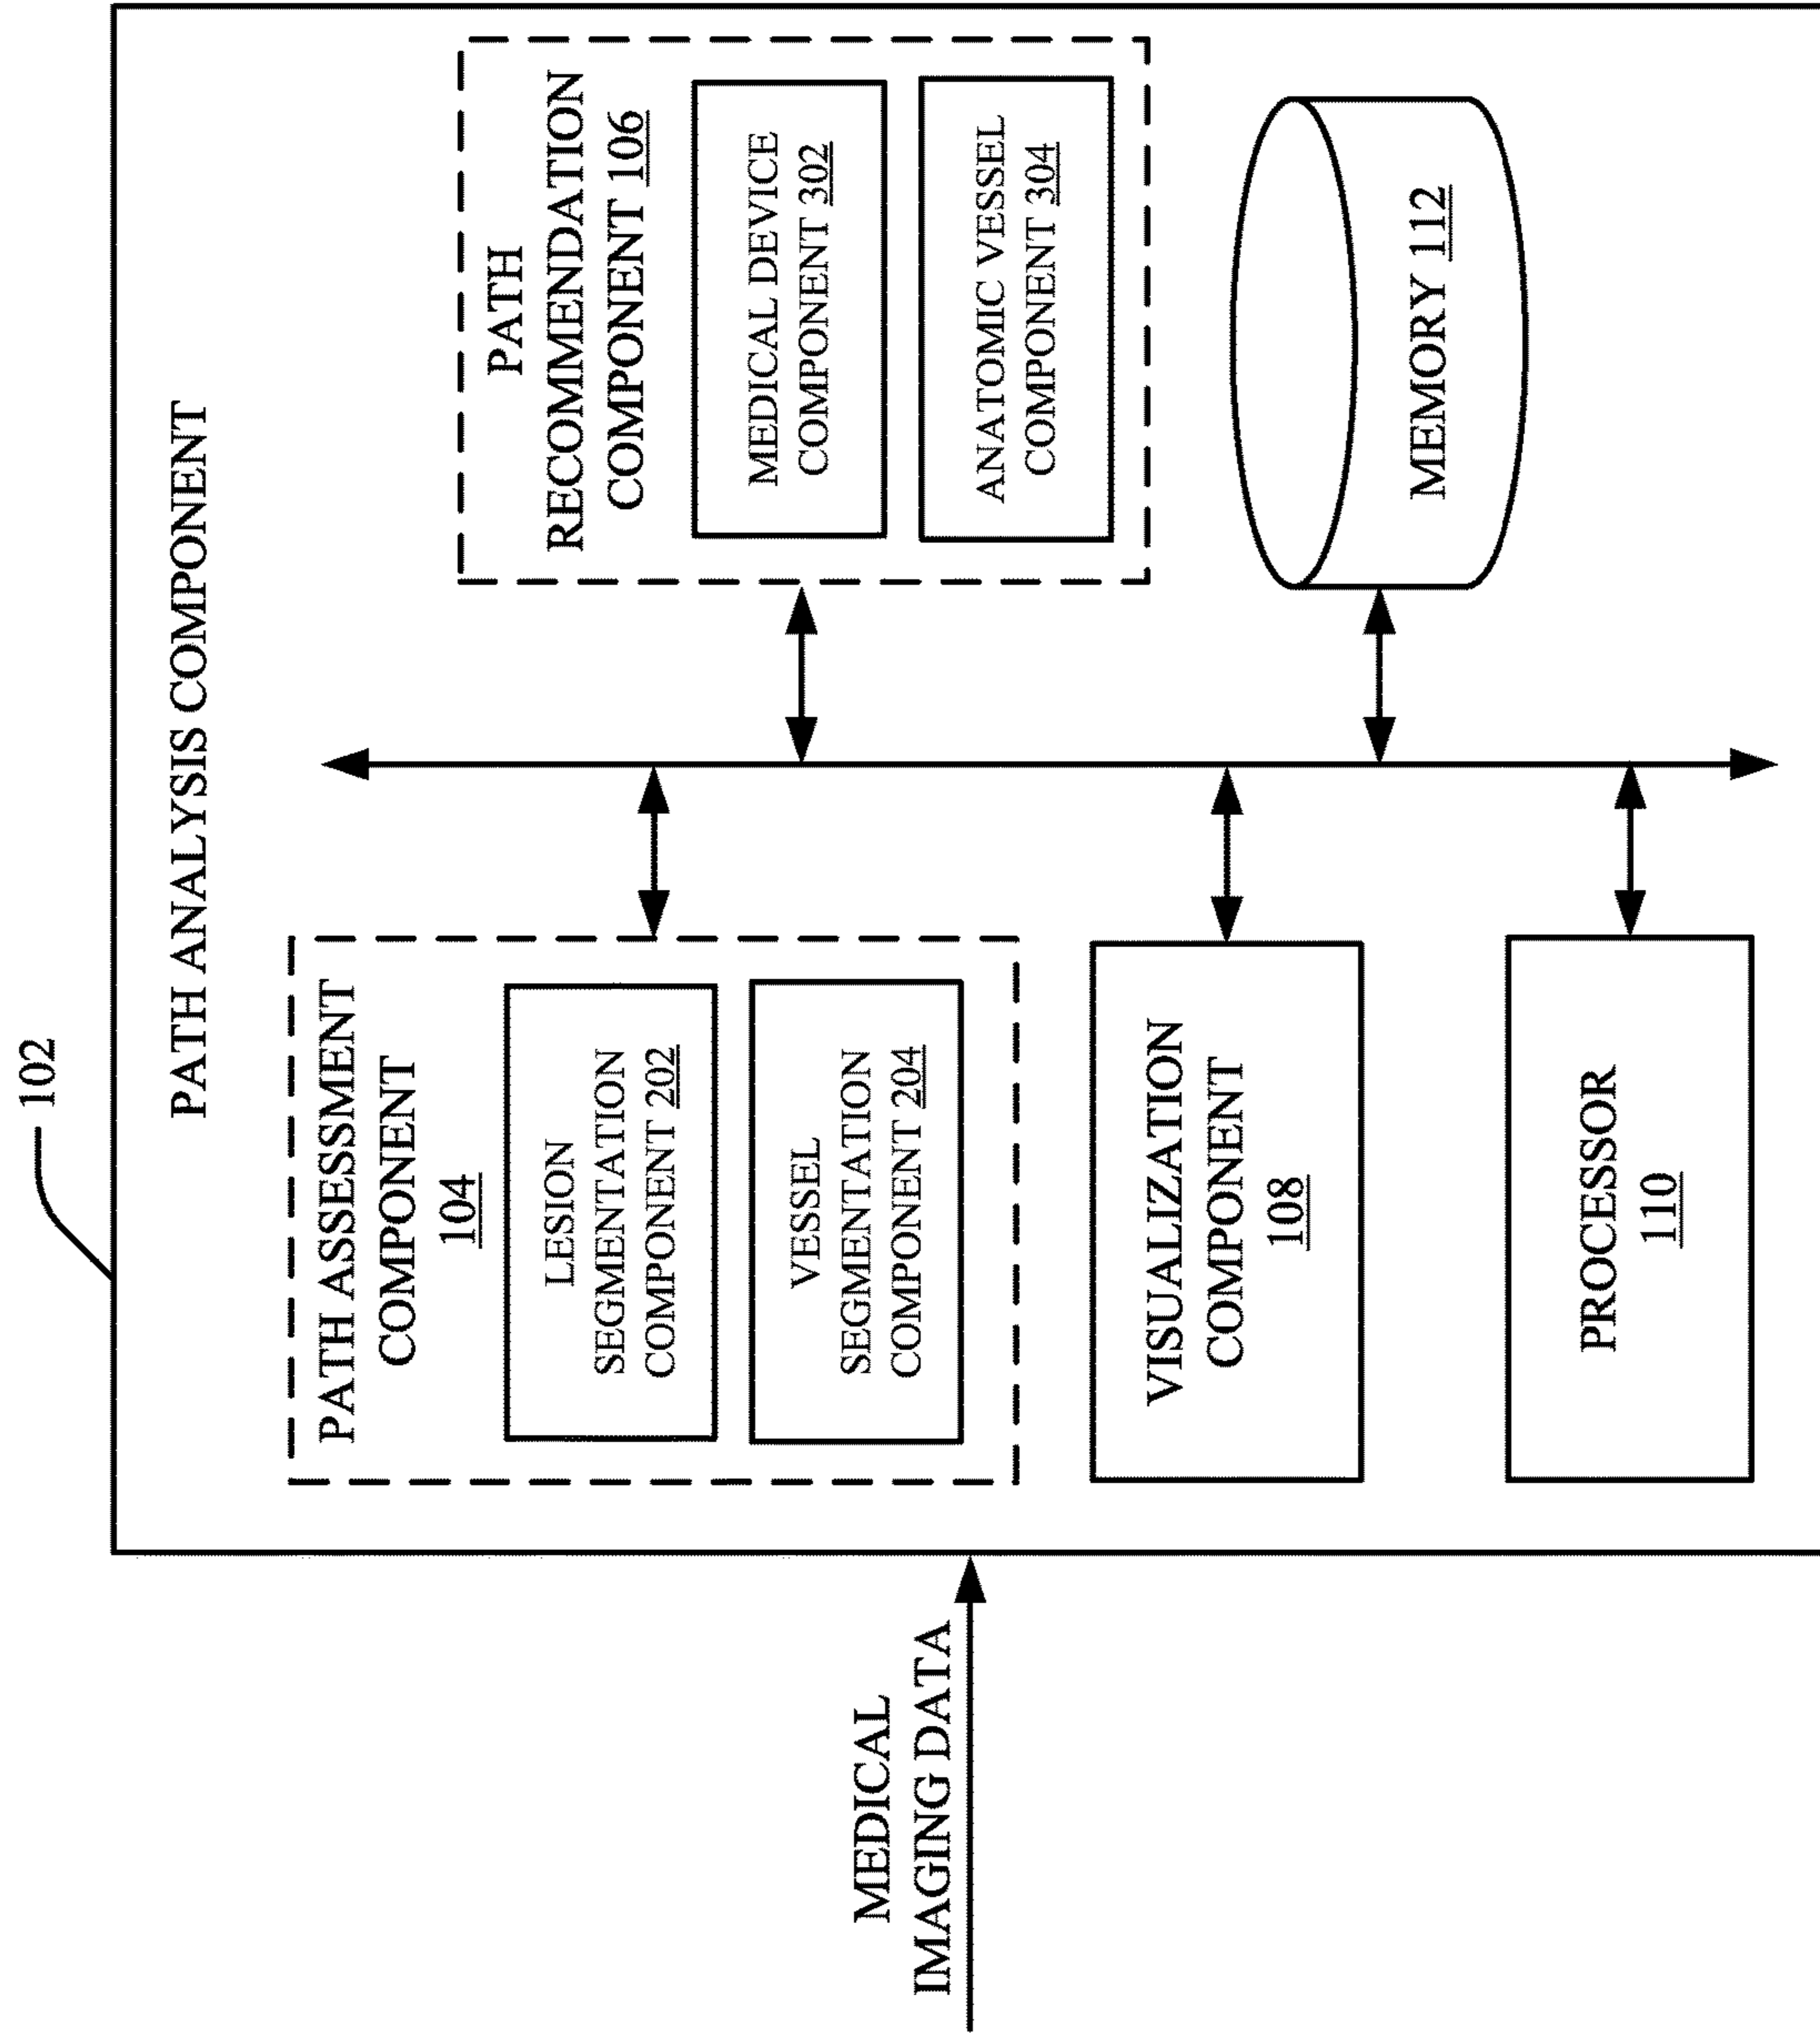 102
PATH ANALYSIS COMPONENT
PATH ASSESSMENT
COMPONENT
104
LESION
SEGMENTATION
COMPONENT 202
VESSEL
SEGMENTATION
COMPONENT 204
VISUALIZATION
COMPONENT
108
PROCESSOR
110
PATH
RECOMMENDATION
COMPONENT 106
MEDICAL DEVICE
COMPONENT 302
ANATOMIC VESSEL
COMPONENT 304
MEMORY 112
MEDICAL
IMAGING DATA